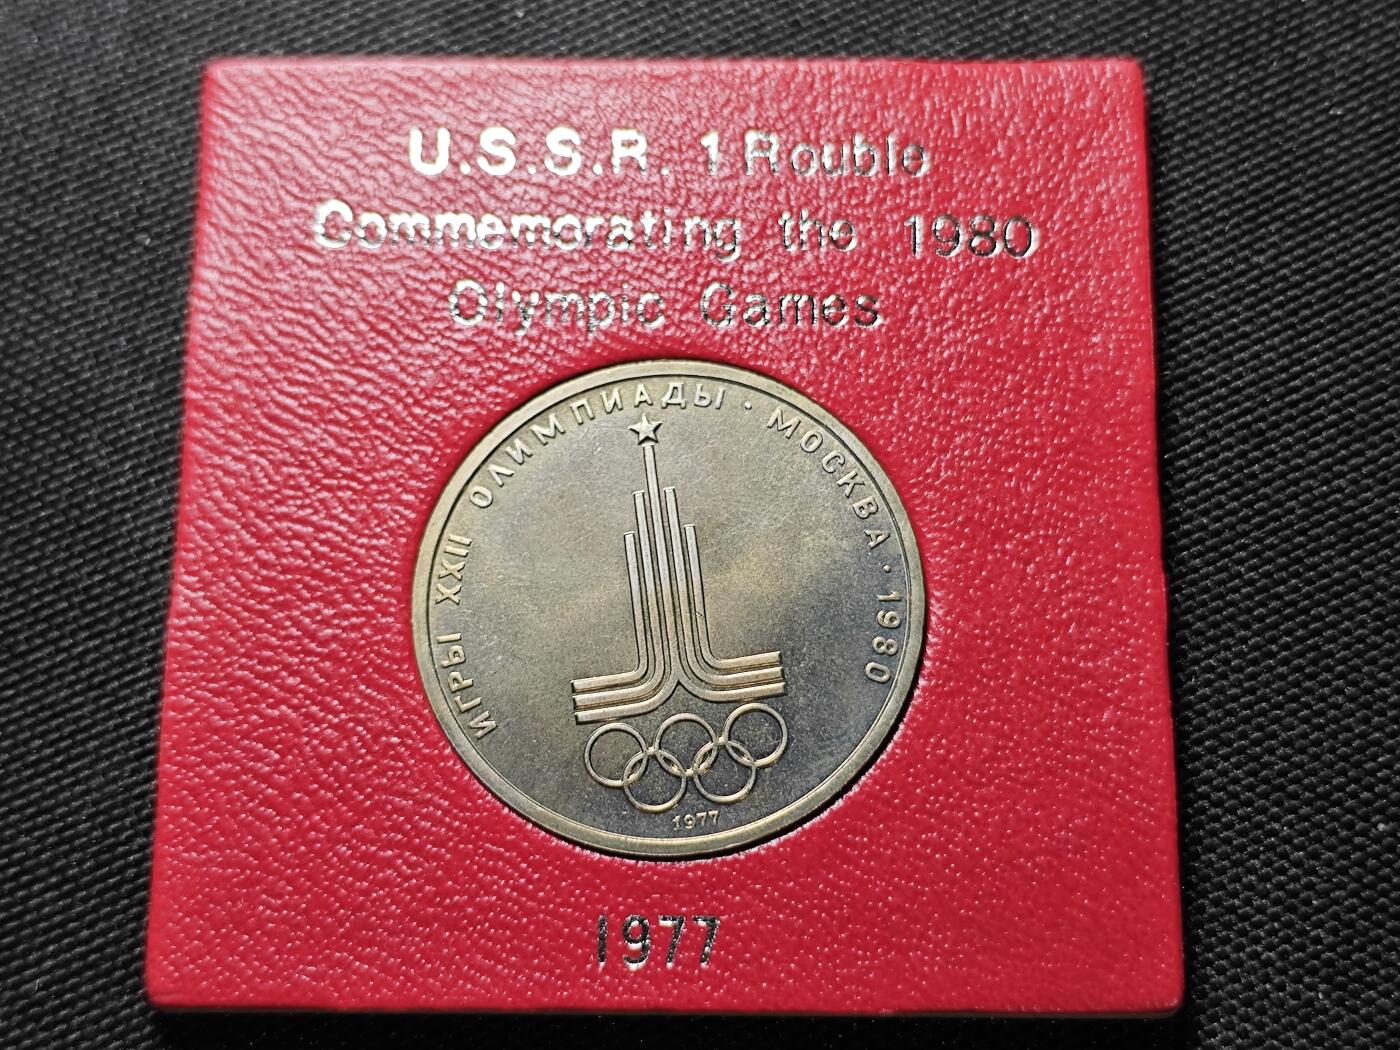 U.S.S.R. 1 Rouble
Commemorating the 1980
Olympic Games
ИГРЫ XXII ОЛИМПИАДЫ · МОСКВА · 1980
1977
1977